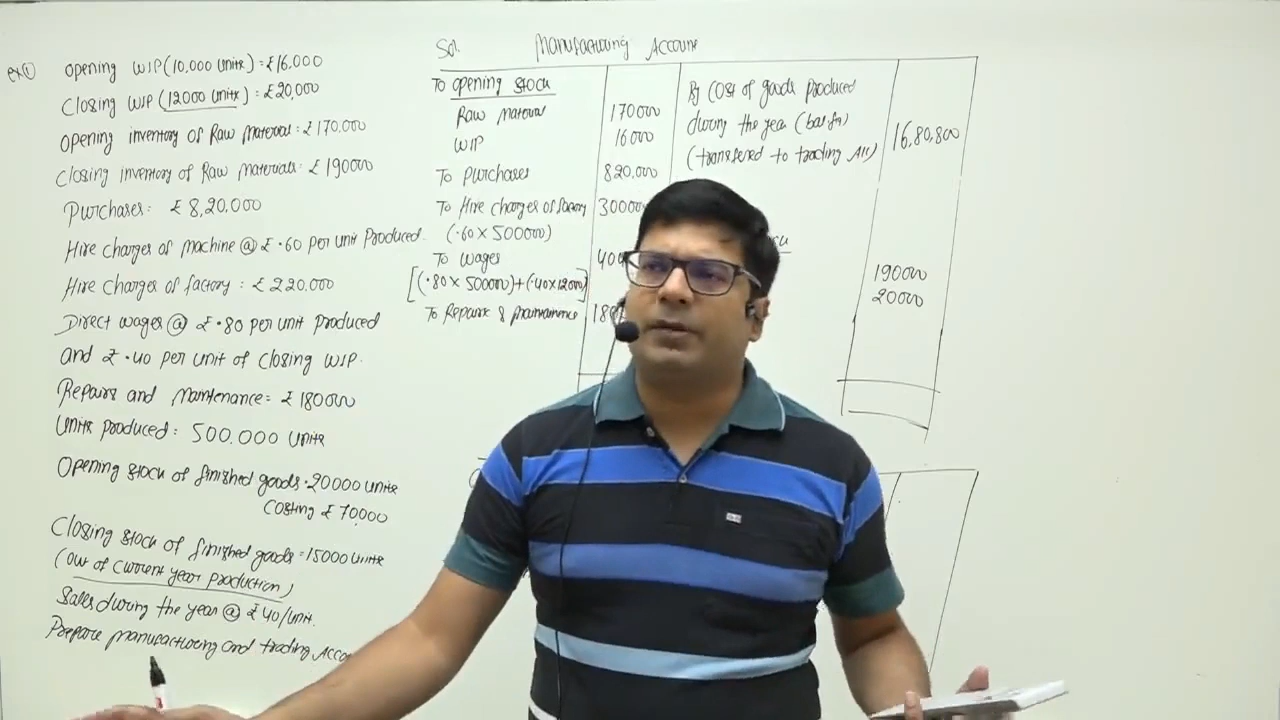 ex①
opening WIP (10,000 units) = ₹16,000
Closing WIP (12000 units) = ₹20,000
opening inventory of Raw Material: ₹170,000
Closing inventory of Raw Materials: ₹190000
Purchases: ₹8,20,000
Hire charges of machine @ ₹.60 per unit Produced
Hire charges of factory: ₹220,000
Direct wages @ ₹.80 per unit produced
and ₹.40 per unit of closing WIP.
Repairs and Maintenance: ₹180000
Units produced: 500,000 units
Opening stock of finished goods. 20000 units
costing ₹70,000
Closing stock of finished goods = 15000 units
(out of current year production)
Sales during the year @ ₹40/unit.
Prepare manufacturing and trading
Sol. Manufacturing Account
To opening stock
Raw Material 170000
WIP 16000
To Purchases 820,000
To Hire charges of factory
(.60 x 500000)
To wages
[(.80 x 500000) + (.40 x 12000)]
To Repairs & Maintainence
By Cost of goods produced
during the year (bal fn)
(transfered to trading A/c) 16,80,800
190000
20000